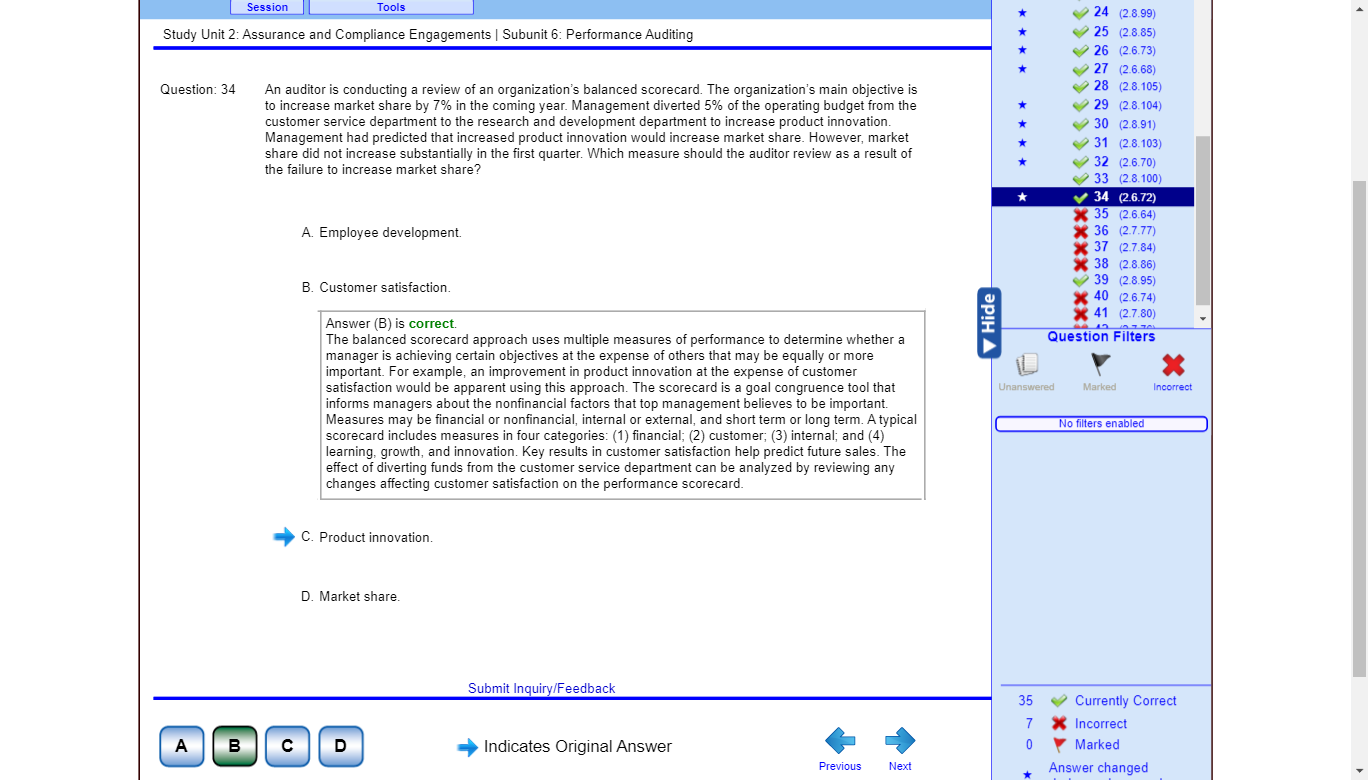 Session
Tools
Study Unit 2: Assurance and Compliance Engagements | Subunit 6: Performance Auditing
Question: 34
An auditor is conducting a review of an organization's balanced scorecard. The organization's main objective is
to increase market share by 7% in the coming year. Management diverted 5% of the operating budget from the
customer service department to the research and development department to increase product innovation.
Management had predicted that increased product innovation would increase market share. However, market
share did not increase substantially in the first quarter. Which measure should the auditor review as a result of
the failure to increase market share?
A. Employee development.
B. Customer satisfaction.
Answer (B) is correct.
The balanced scorecard approach uses multiple measures of performance to determine whether a
manager is achieving certain objectives at the expense of others that may be equally or more
important. For example, an improvement in product innovation at the expense of customer
satisfaction would be apparent using this approach. The scorecard is a goal congruence tool that
informs managers about the nonfinancial factors that top management believes to be important.
Measures may be financial or nonfinancial, internal or external, and short term or long term. A typical
scorecard includes measures in four categories: (1) financial; (2) customer; (3) internal; and (4)
learning, growth, and innovation. Key results in customer satisfaction help predict future sales. The
effect of diverting funds from the customer service department can be analyzed by reviewing any
changes affecting customer satisfaction on the performance scorecard.
C. Product innovation.
D. Market share.
Submit Inquiry/Feedback
A
B
C
D
Indicates Original Answer
Previous
Next
24 (2.8.99)
25 (2.8.85)
26 (2.6.73)
27 (2.6.68)
28 (2.8.105)
29 (2.8.104)
30 (2.8.91)
31 (2.8.103)
32 (2.6.70)
33 (2.8.100)
34 (2.6.72)
35 (2.6.64)
36 (2.7.77)
37 (2.7.84)
38 (2.8.86)
39 (2.8.95)
40 (2.6.74)
41 (2.7.80)
Hide
Question Filters
Unanswered
Marked
Incorrect
No filters enabled
35 Currently Correct
7 Incorrect
0 Marked
Answer changed